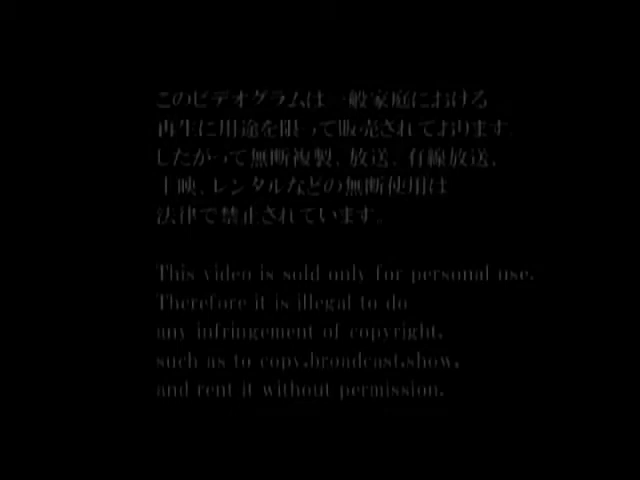 このビデオグラムは一般家庭における
再生に用途を限って販売されております。
したがって無断複製、放送、有線放送、
上映、レンタルなどの無断使用は
法律で禁止されています。
This video is sold only for personal use.
Therefore it is illegal to do
any infringement of copyright,
such as to copy,broadcast,show,
and rent it without permission.